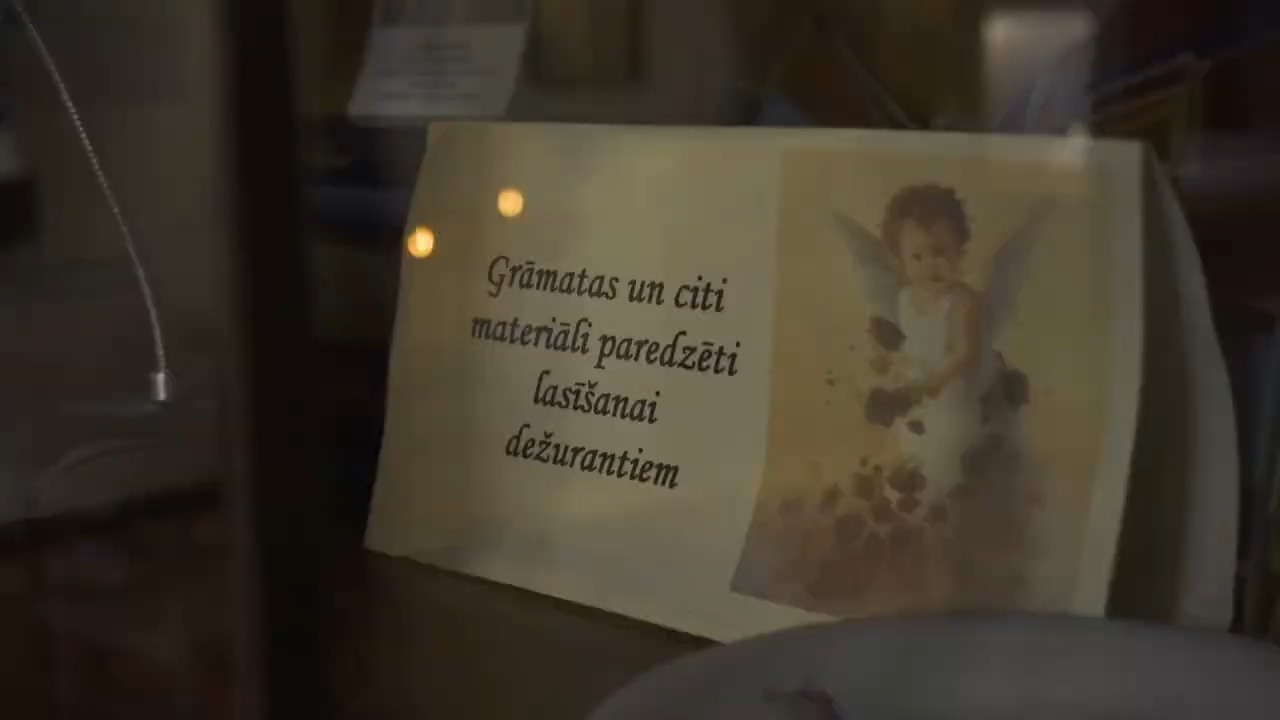 Grāmatas un citi
materiāli paredzēti
lasīšanai
dežurantiem